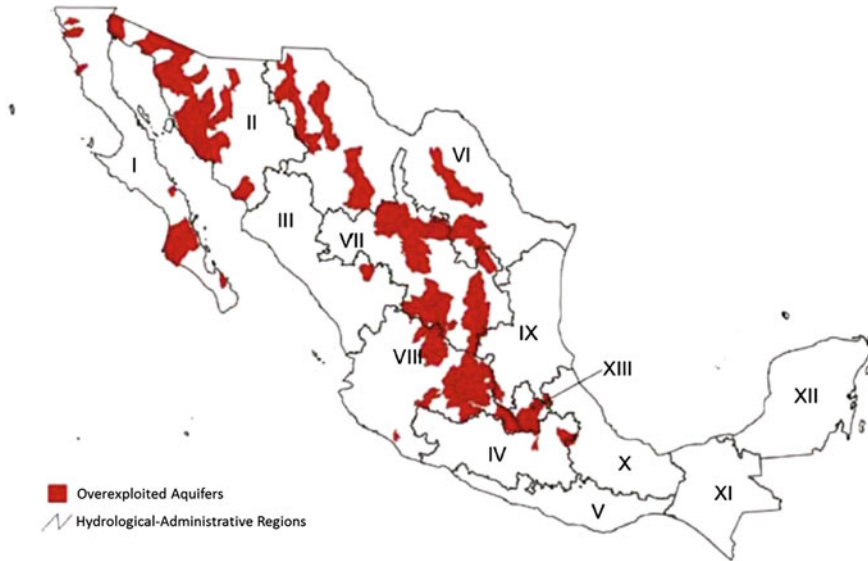 VI
II
I
III
VII
IX
VIII
XIII
XII
IV
X
XI
V
Overexploited Aquifers
Hydrological-Administrative Regions